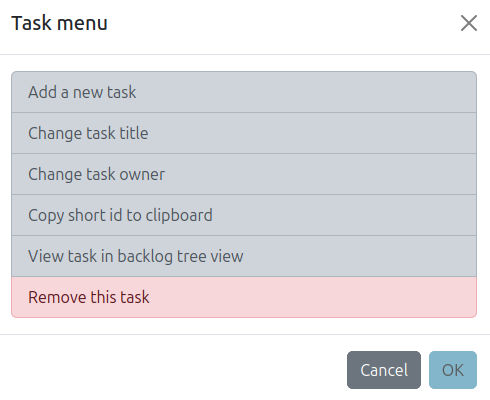 Task menu
Add a new task
Change task title
Change task owner
Copy short id to clipboard
View task in backlog tree view
Remove this task
Cancel OK